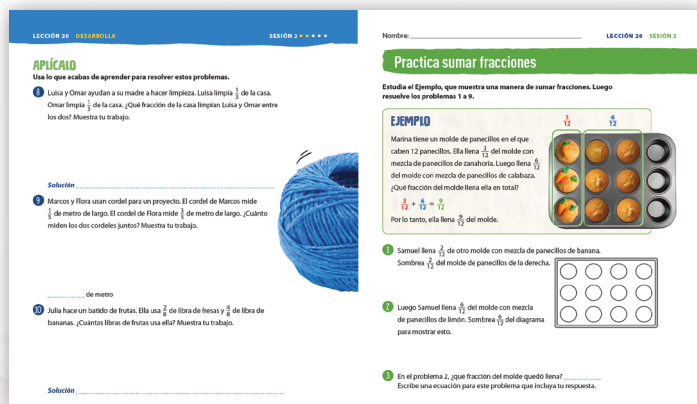 LECCIÓN 20 DESARROLLA
SESIÓN 2
APLÍCALO
Usa lo que acabas de aprender para resolver estos problemas.
8 Luisa y Omar ayudan a su madre a hacer limpieza. Luisa limpia 1/3 de la casa.
Omar limpia 1/3 de la casa. ¿Qué fracción de la casa limpian Luisa y Omar entre
los dos? Muestra tu trabajo.
Solución
9 Marcos y Flora usan cordel para un proyecto. El cordel de Marcos mide
1/5 de metro de largo. El cordel de Flora mide de metro de largo. ¿Cuánto
miden los dos cordeles juntos? Muestra tu trabajo.
de metro
10 Julia hace un batido de frutas. Ella usa 2/8 de libra de fresas y 4/8 de libra de
bananas. ¿Cuántas libras de frutas usa ella? Muestra tu trabajo.
Solución
Nombre:
LECCIÓN 20 SESIÓN 2
Practica sumar fracciones
Estudia el Ejemplo, que muestra una manera de sumar fracciones. Luego
resuelve los problemas 1 a 9.
EJEMPLO
Marina tiene un molde de panecillos en el que
caben 12 panecillos. Ella llena 3/12 del molde con
mezcla de panecillos de zanahoria. Luego llena 6/12
del molde con mezcla de panecillos de calabaza.
¿Qué fracción del molde llena ella en total?
3/12 + 6/12 = 9/12
Por lo tanto, ella llena 9/12 del molde.
3/12 6/12
1 Samuel llena 2/12 de otro molde con mezcla de panecillos de banana.
Sombrea 2/12 del molde de panecillos de la derecha.
2 Luego Samuel llena 6/12 del molde con mezcla
de panecillos de limón. Sombrea 6/12 del diagrama
para mostrar esto.
3 En el problema 2, ¿qué fracción del molde quedó llena?
Escribe una ecuación para este problema que incluya tu respuesta.